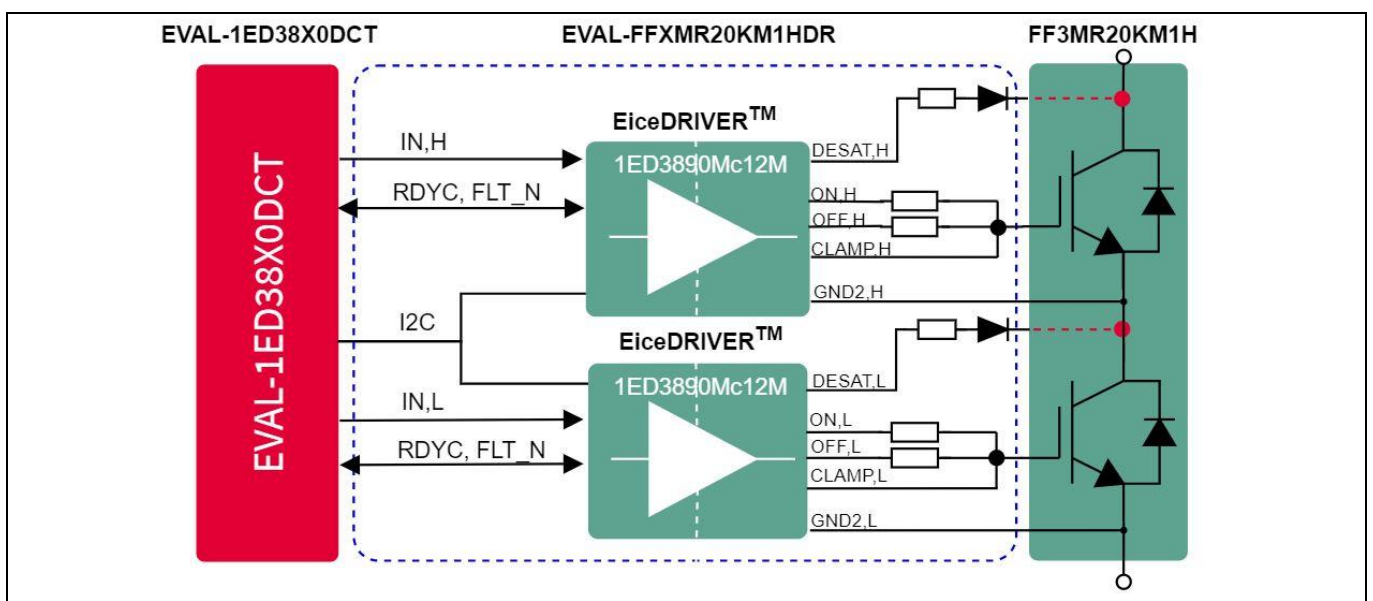 EVAL-1ED38X0DCT
EVAL-FFXMR20KM1HDR
FF3MR20KM1H
EVAL-1ED38X0DCT
IN,H
RDYC, FLT_N
I2C
IN,L
RDYC, FLT_N
EiceDRIVER™
1ED3890Mc12M
DESAT,H
ON,H
OFF,H
CLAMP,H
GND2,H
EiceDRIVER™
1ED3890Mc12M
DESAT,L
ON,L
OFF,L
CLAMP,L
GND2,L